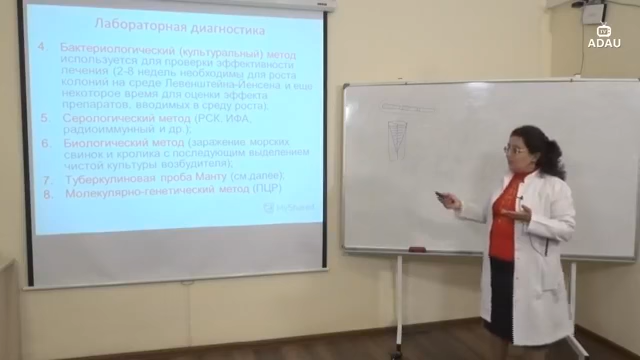 Лабораторная диагностика
4. Бактериологический (культуральный) метод
используется для проверки эффективности
лечения (2-8 недель необходимы для роста
колоний на среде Левенштейна-Йенсена и еще
некоторое время для оценки эффекта
препаратов, вводимых в среду роста);
5. Серологический метод (РСК, ИФА,
радиоиммунный и др.);
6. Биологический метод (заражение морских
свинок и кролика с последующим выделением
чистой культуры возбудителя);
7. Туберкулиновая проба Манту (см.далее);
8. Молекулярно-генетический метод (ПЦР)
TV
ADAU